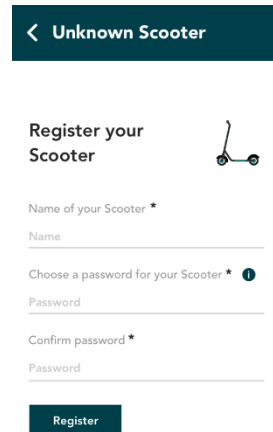 Unknown Scooter
Register your
Scooter
Name of your Scooter *
Name
Choose a password for your Scooter * i
Password
Confirm password *
Password
Register